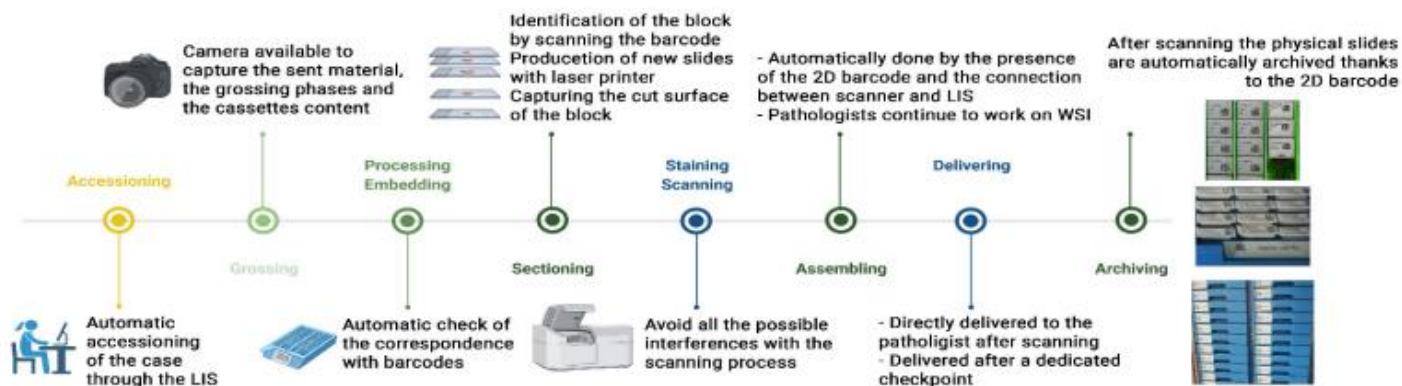 Camera available to
capture the sent material,
the grossing phases and
the cassettes content
Identification of the block
by scanning the barcode
Producetion of new slides
with laser printer
Capturing the cut surface
of the block
- Automatically done by the presence
of the 2D barcode and the connection
between scanner and LIS
- Pathologists continue to work on WSI
After scanning the physical slides
are automatically archived thanks
to the 2D barcode
Accessioning
Processing
Embedding
Staining
Scanning
Delivering
Grossing
Sectioning
Assembling
Archiving
Automatic
accessioning
of the case
through the LIS
Automatic check of
the correspondence
with barcodes
Avoid all the possible
interferences with the
scanning process
- Directly delivered to the
patholigist after scanning
- Delivered after a dedicated
checkpoint